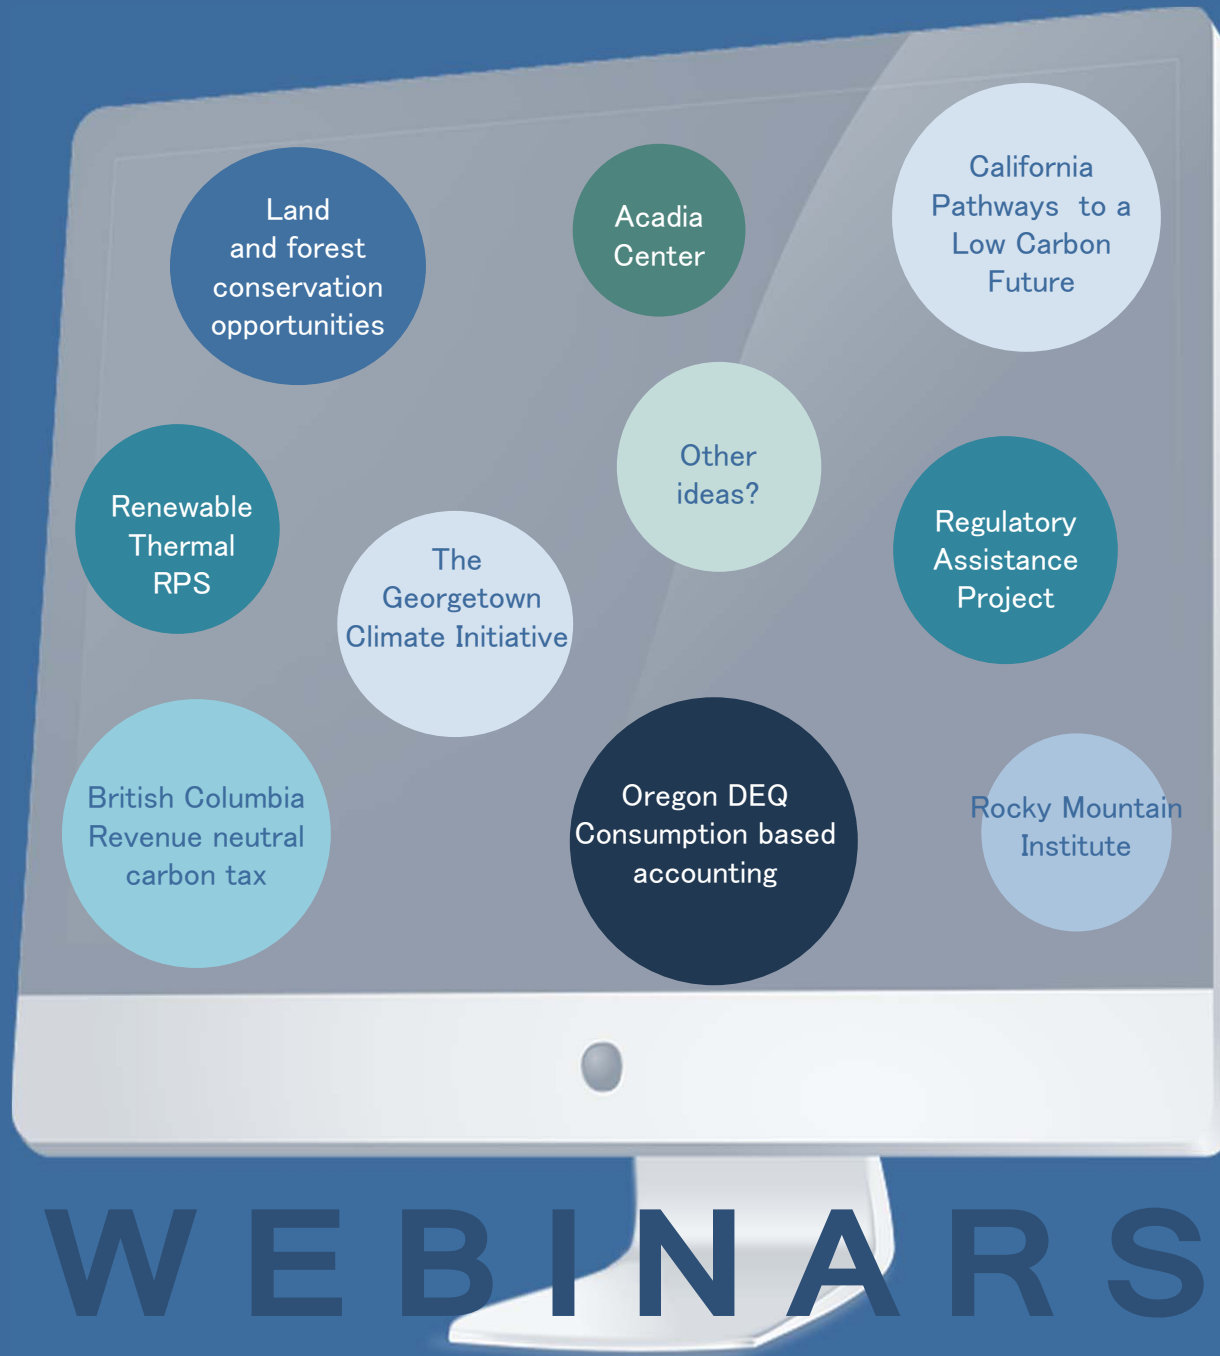 Land
and forest
conservation
opportunities
Acadia
Center
California
Pathways to a
Low Carbon
Future
Renewable
Thermal
RPS
The
Georgetown
Climate Initiative
Other
ideas?
Regulatory
Assistance
Project
British Columbia
Revenue neutral
carbon tax
Oregon DEQ
Consumption based
accounting
Rocky Mountain
Institute
WEBINARS